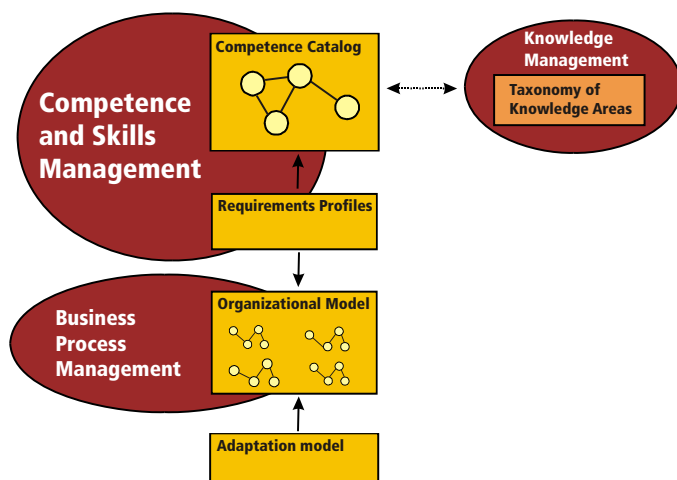 Competence Catalog
Knowledge
Management
Taxonomy of
Knowledge Areas
Competence
and Skills
Management
Requirements Profiles
Organizational Model
Business
Process
Management
Adaptation model